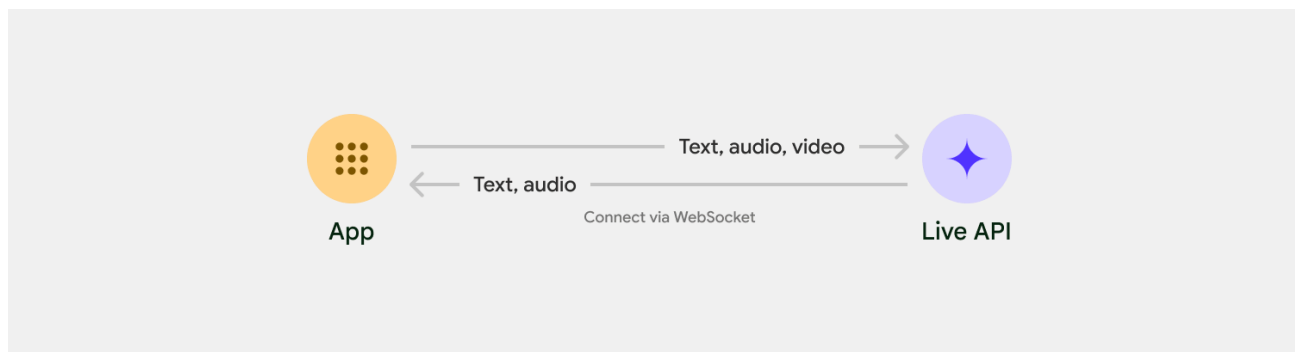 Text, audio, video
Text, audio
Connect via WebSocket
App
Live API